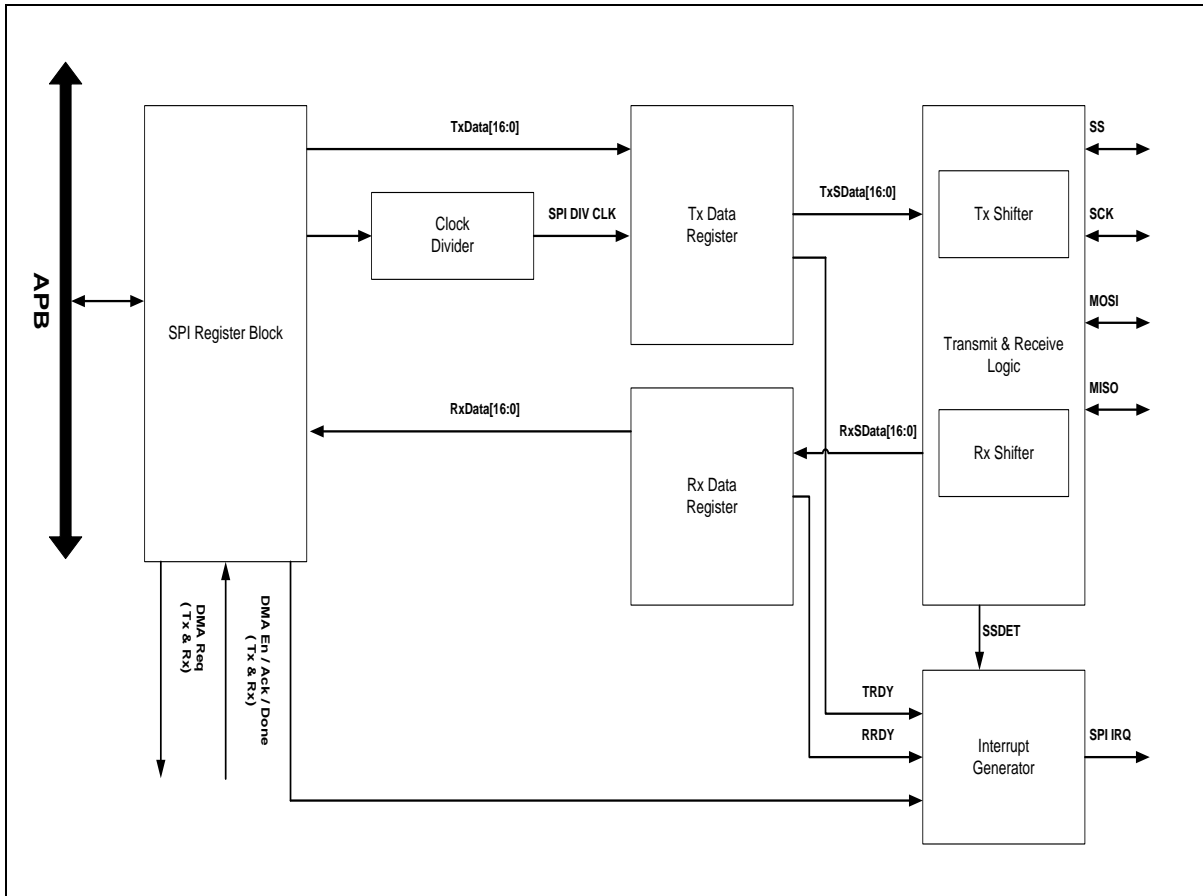 APB
SPI Register Block
TxData[16:0]
Clock
Divider
SPI DIV CLK
Tx Data
Register
TxSData[16:0]
Tx Shifter
Transmit & Receive
Logic
Rx Shifter
SS
SCK
MOSI
MISO
RxData[16:0]
RxSData[16:0]
Rx Data
Register
DMA Req
( Tx & Rx)
DMA En / Ack / Done
( Tx & Rx)
SSDET
TRDY
RRDY
Interrupt
Generator
SPI IRQ